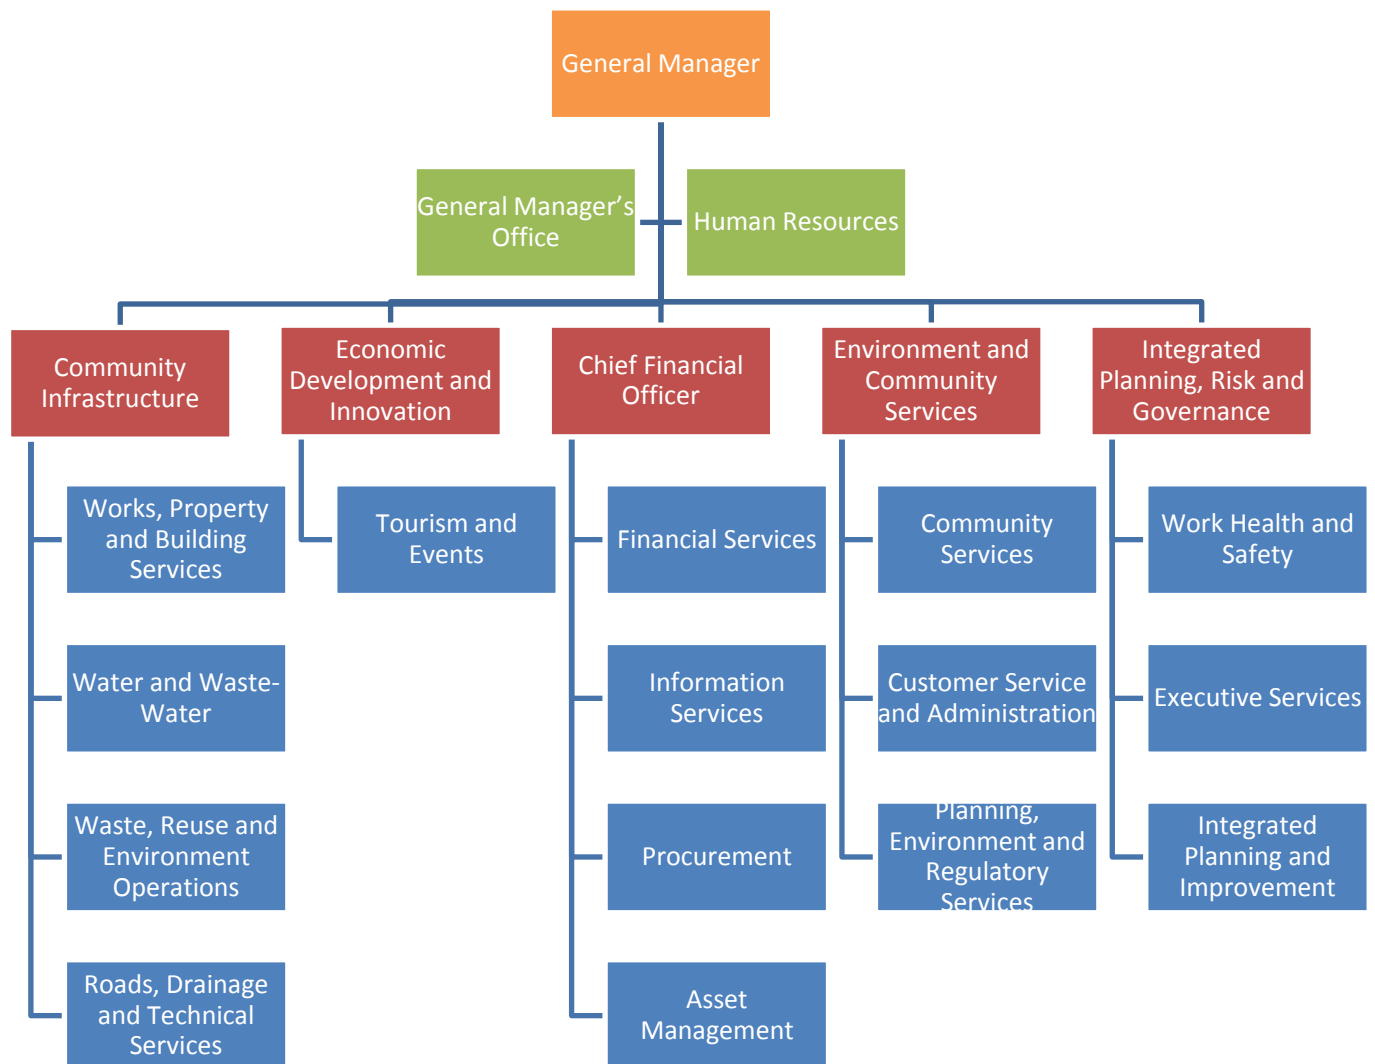 General Manager
General Manager’s
Office
Human Resources
Community
Infrastructure
Economic
Development and
Innovation
Chief Financial
Officer
Environment and
Community
Services
Integrated
Planning, Risk and
Governance
Works, Property
and Building
Services
Tourism and
Events
Financial Services
Community
Services
Work Health and
Safety
Water and Waste-
Water
Information
Services
Customer Service
and Administration
Executive Services
Waste, Reuse and
Environment
Operations
Procurement
Planning,
Environment and
Regulatory
Services
Integrated
Planning and
Improvement
Roads, Drainage
and Technical
Services
Asset
Management